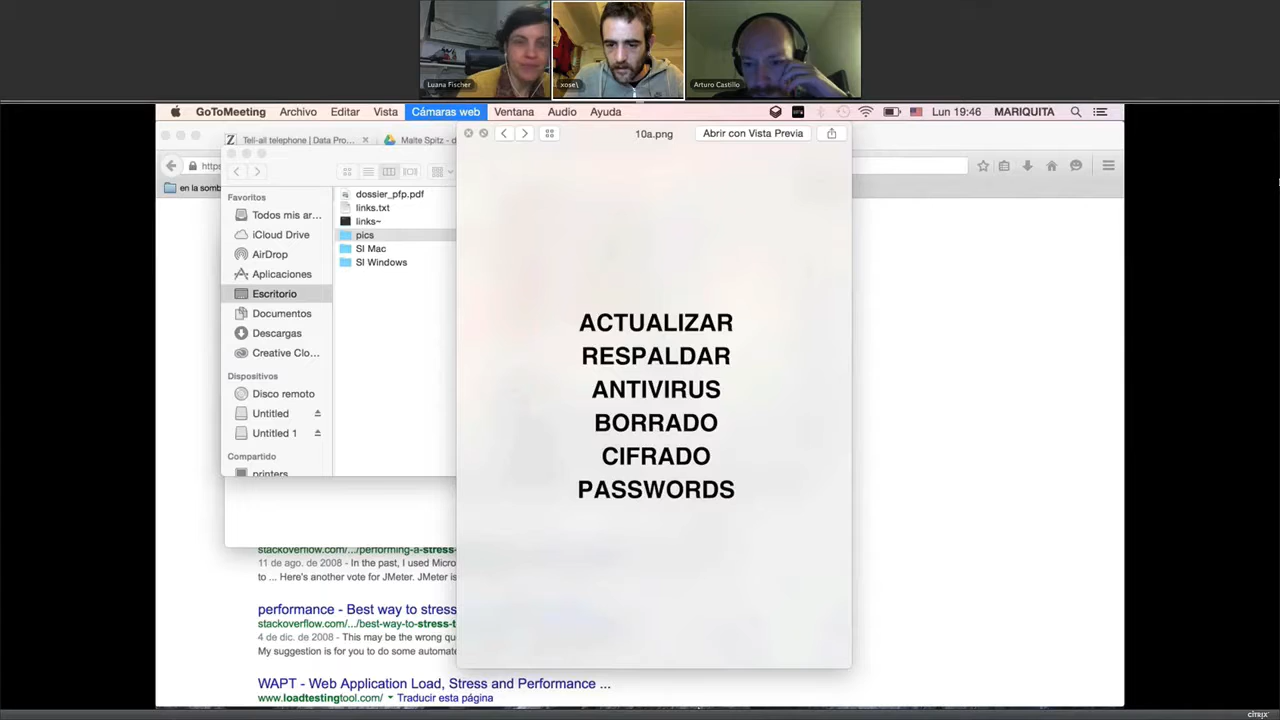 Luana Fischer
xose\
Arturo Castillo
GoToMeeting Archivo Editar Vista Cámaras web Ventana Audio Ayuda Lun 19:46 MARIQUITA
10a.png
Abrir con Vista Previa
Tell-all telephone | Data Pro...
Maite Spitz - d
https
en la somb
Favoritos
Todos mis ar...
iCloud Drive
AirDrop
Aplicaciones
Escritorio
Documentos
Descargas
Creative Clo...
Dispositivos
Disco remoto
Untitled
Untitled 1
Compartido
printers
dossier_pfp.pdf
links.txt
links~
pics
SI Mac
SI Windows
ACTUALIZAR
RESPALDAR
ANTIVIRUS
BORRADO
CIFRADO
PASSWORDS
stackoverflow.com/.../performing-a-stress-
11 de ago. de 2008 - In the past, I used Micro
to ... Here's another vote for JMeter. JMeter is
performance - Best way to stress
stackoverflow.com/.../best-way-to-stress-t
4 de dic. de 2008 - This may be the wrong qu
My suggestion is for you to do some automate
WAPT - Web Application Load, Stress and Performance ...
www.loadtestingtool.com/ Traducir esta página
citrix